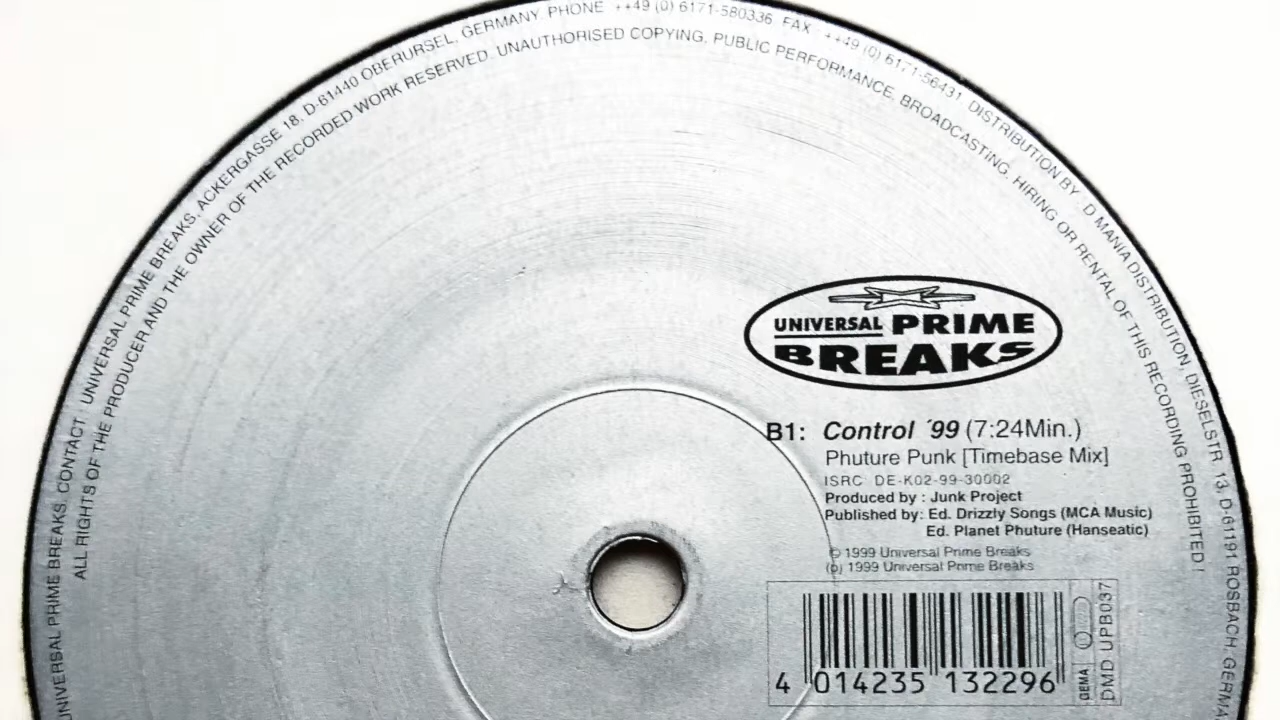 UNIVERSAL PRIME BREAKS. CONTACT : UNIVERSAL PRIME BREAKS, ACKERGASSE 18, D-61440 OBERURSEL, GERMANY. PHONE ++49 (0) 6171-580336 FAX : ++49 (0) 6171-56431 DISTRIBUTION BY D MANIA DISTRIBUTION, DIESELSTR. 13, D-61191 ROSBACH, GERMA
ALL RIGHTS OF THE PRODUCER AND THE OWNER OF THE RECORDED WORK RESERVED. UNAUTHORISED COPYING, PUBLIC PERFORMANCE, BROADCASTING, HIRING OR RENTAL OF THIS RECORDING PROHIBITED!
UNIVERSAL PRIME
BREAKS
B1: Control ´99 (7:24Min.)
Phuture Punk [Timebase Mix]
ISRC DE-K02-99-30002
Produced by : Junk Project
Published by: Ed. Drizzly Songs (MCA Music)
Ed. Planet Phuture (Hanseatic)
© 1999 Universal Prime Breaks
(p) 1999 Universal Prime Breaks
4 014235 132296
GEMA
DMD UPB037